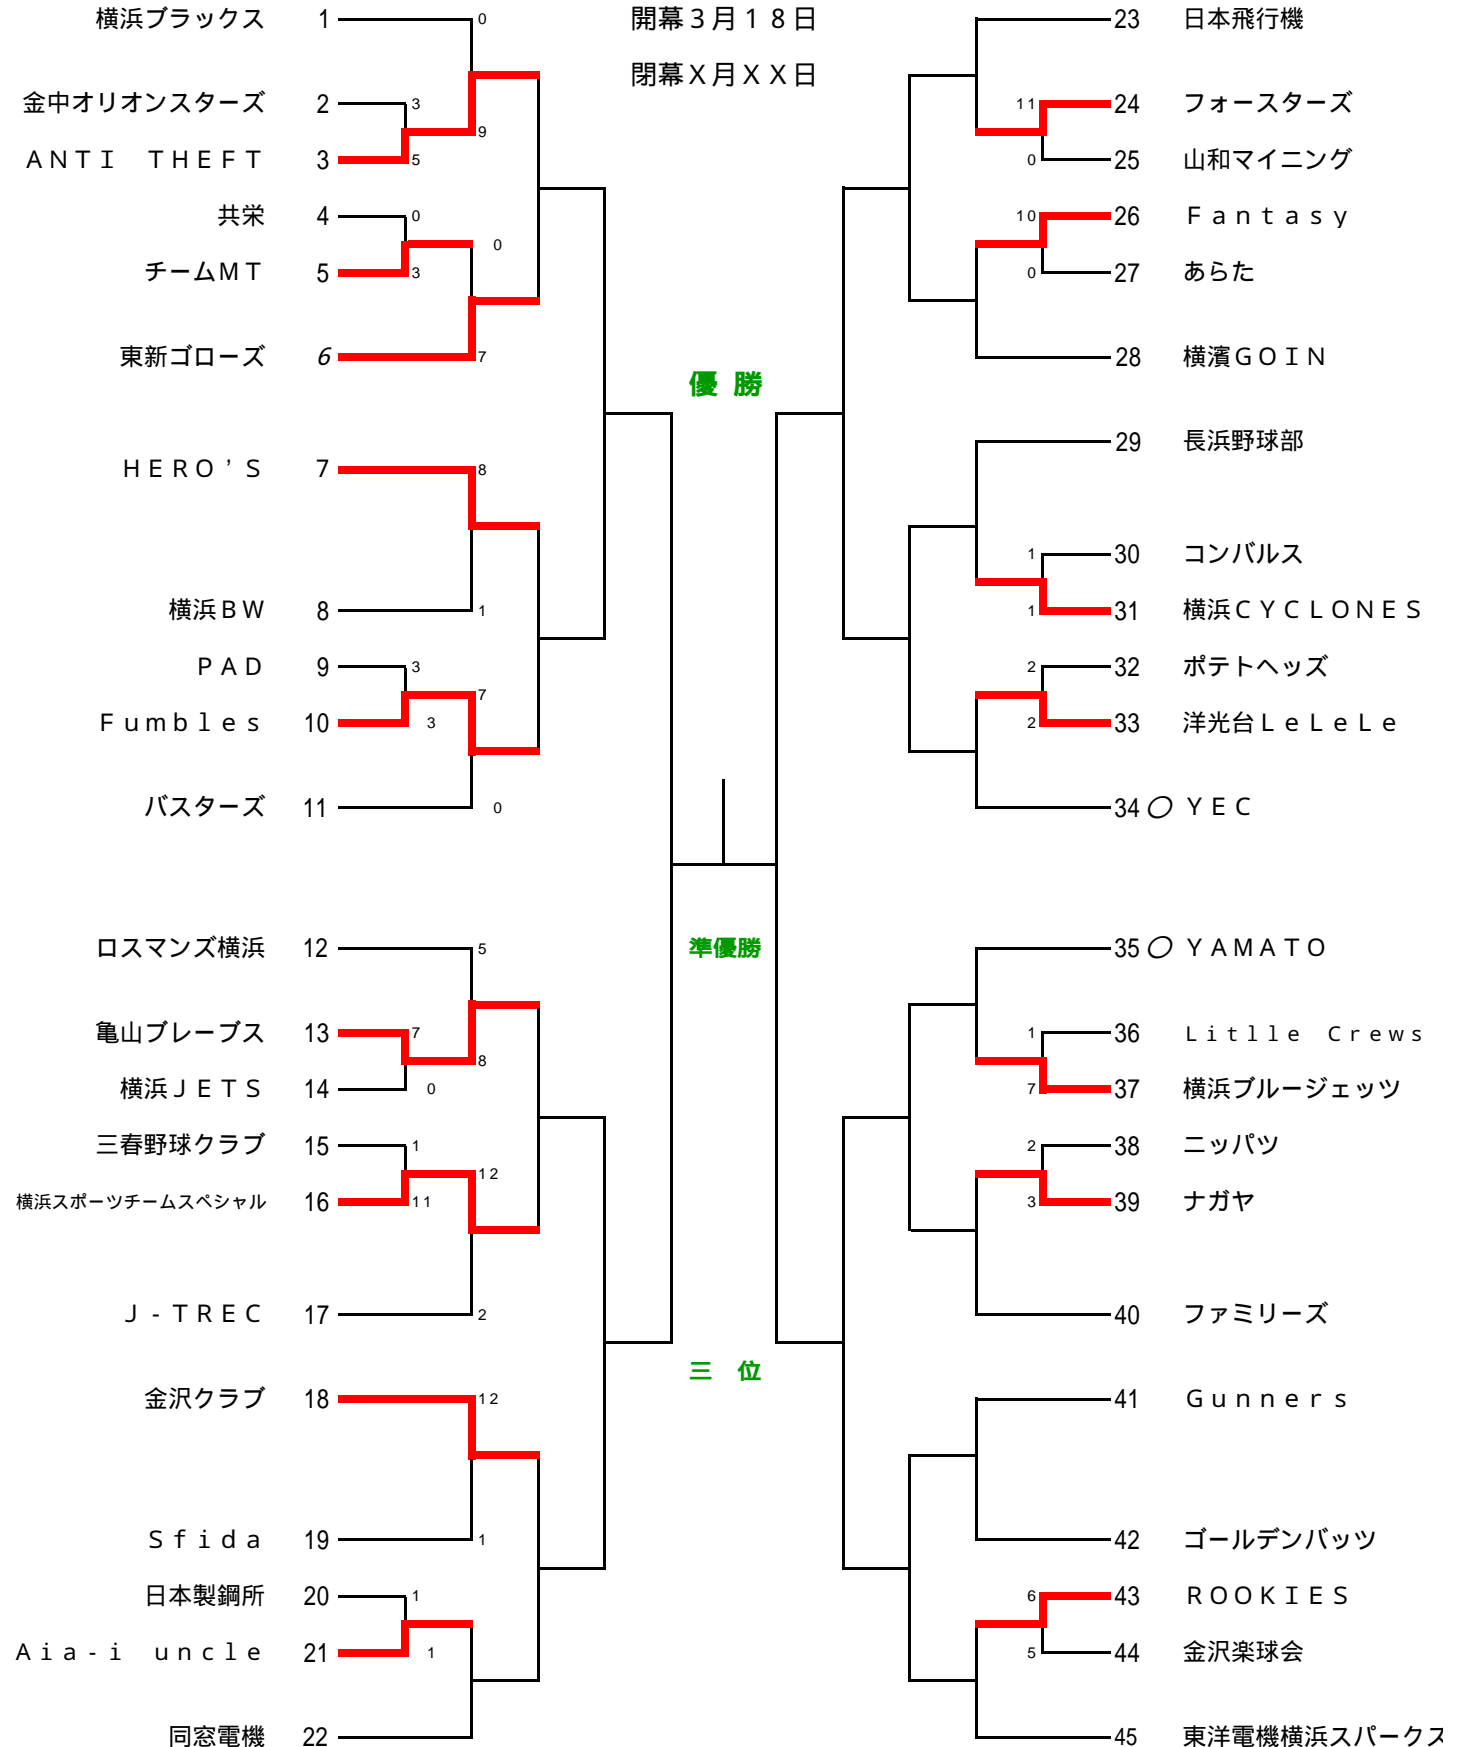 開幕３月１８日
閉幕Ｘ月ＸＸ日
横浜ブラックス 1 0
金中オリオンスターズ 2 3
9
ＡＮＴＩ　ＴＨＥＦＴ 3 5
共栄 4 0
0
チームＭＴ 5 3
東新ゴローズ 6 7
ＨＥＲＯ’Ｓ 7 8
横浜ＢＷ 8 1
ＰＡＤ 9 3
7
Ｆｕｍｂｌｅｓ 10 3
バスターズ 11 0
ロスマンズ横浜 12 5
亀山ブレーブス 13 7
8
横浜ＪＥＴＳ 14 0
三春野球クラブ 15 1
12
横浜スポーツチームスペシャル 16 11
Ｊ‐ＴＲＥＣ 17 2
金沢クラブ 18 12
Ｓｆｉｄａ 19 1
日本製鋼所 20 1
Ａｉａ‐ｉ　ｕｎｃｌｅ 21 1
同窓電機 22
優 勝
準優勝
三 位
23 日本飛行機
11 24 フォースターズ
0 25 山和マイニング
10 26 Ｆａｎｔａｓｙ
0 27 あらた
28 横濱ＧＯＩＮ
29 長浜野球部
1 30 コンバルス
1 31 横浜ＣＹＣＬＯＮＥＳ
2 32 ポテトヘッズ
2 33 洋光台ＬｅＬｅＬｅ
34 〇 ＹＥＣ
35 〇 ＹＡＭＡＴＯ
1 36 Ｌｉｔｌｌｅ　Ｃｒｅｗｓ
7 37 横浜ブルージェッツ
2 38 ニッパツ
3 39 ナガヤ
40 ファミリーズ
41 Ｇｕｎｎｅｒｓ
42 ゴールデンバッツ
6 43 ＲＯＯＫＩＥＳ
5 44 金沢楽球会
45 東洋電機横浜スパークス